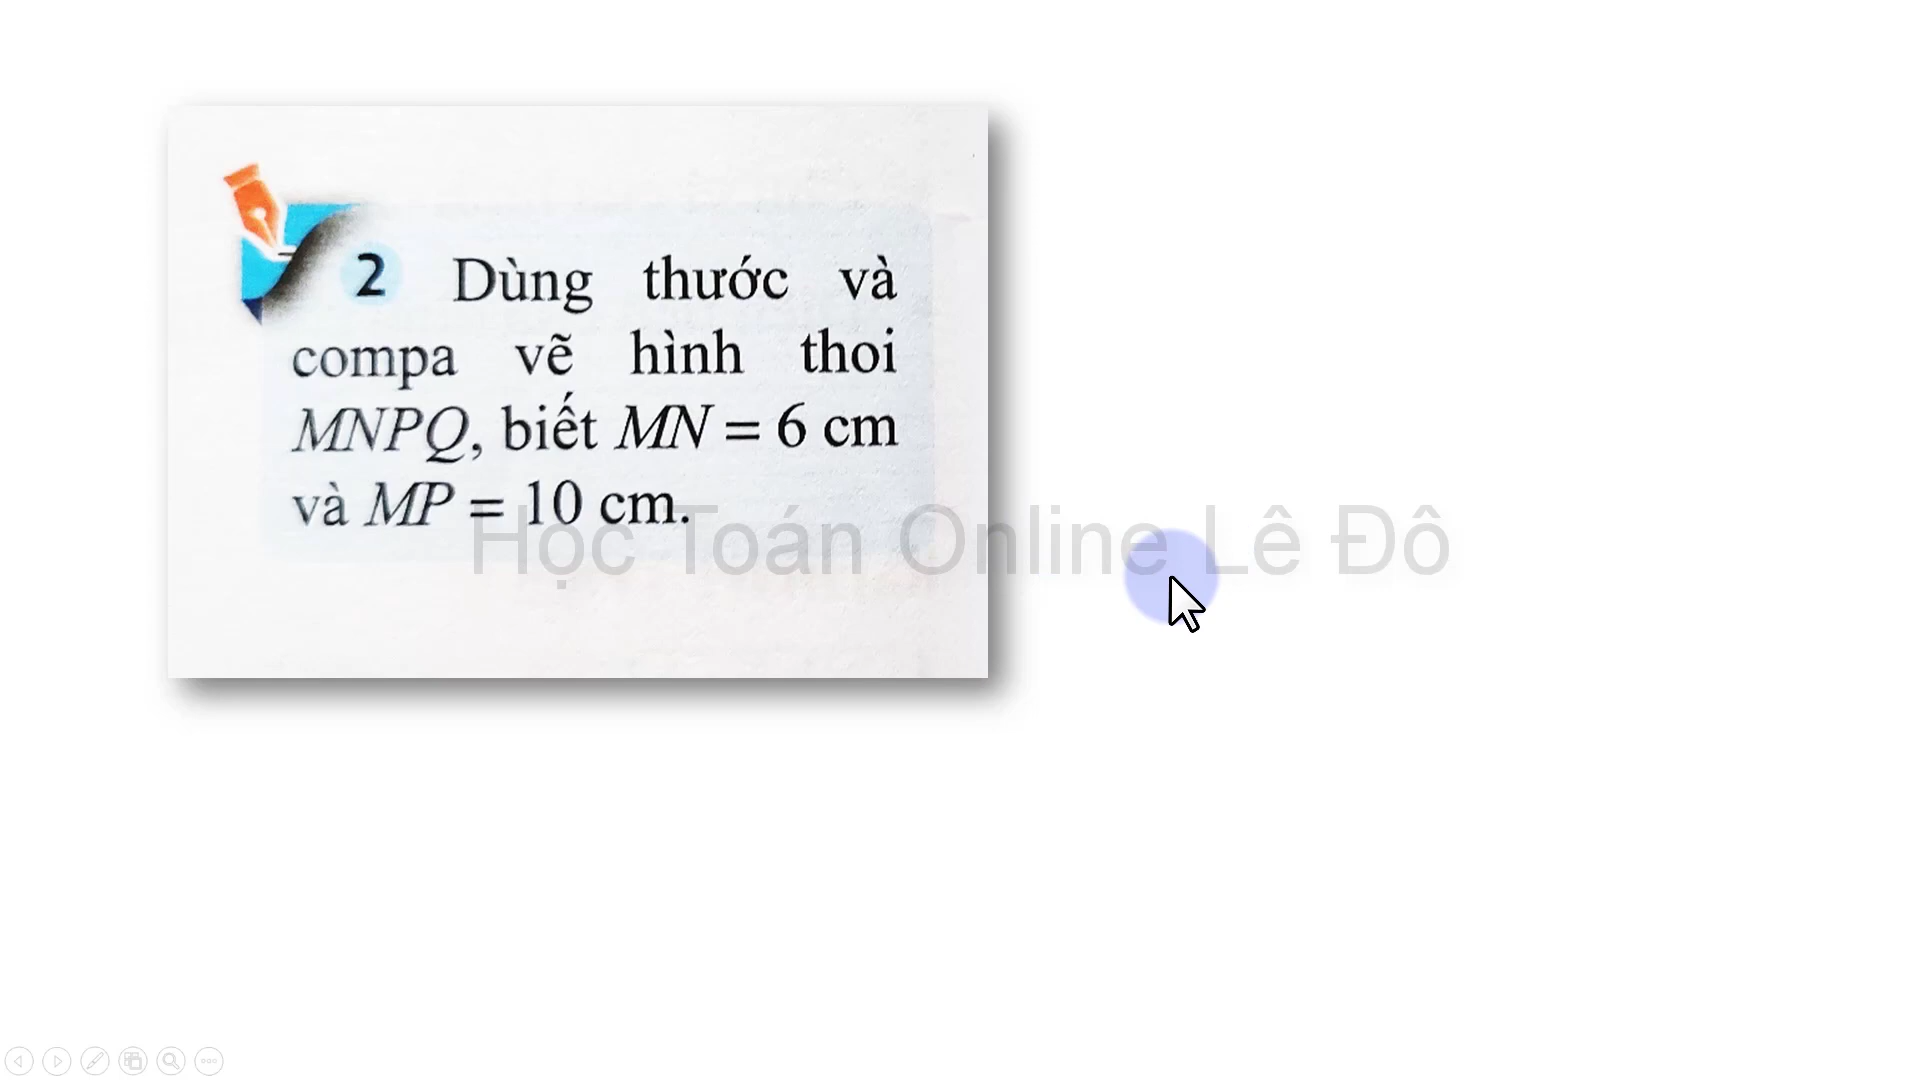 2 Dùng thước và
compa vẽ hình thoi
MNPQ, biết MN = 6 cm
và MP = 10 cm.
Học Toán Online Lê Đô